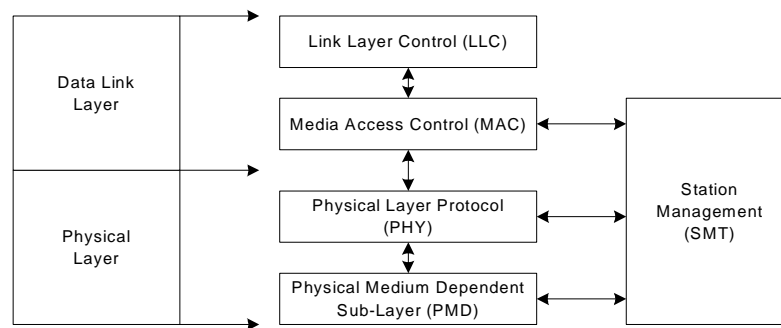 Link Layer Control (LLC)
Data Link
Layer
Media Access Control (MAC)
Physical Layer Protocol
(PHY)
Station
Management
(SMT)
Physical
Layer
Physical Medium Dependent
Sub-Layer (PMD)